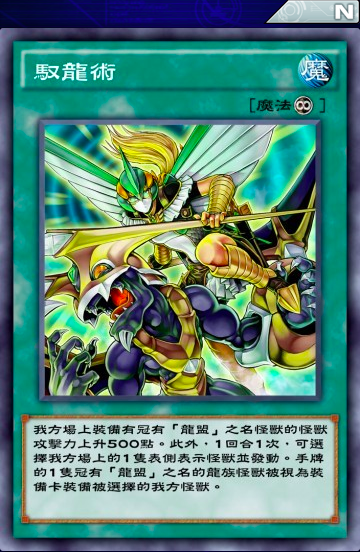 N
馭龍術
魔
[魔法∞]
我方場上裝備有冠有「龍盟」之名怪獸的怪獸
攻擊力上升500點。此外，1回合1次，可選
擇我方場上的1隻表側表示怪獸並發動。手牌
的1隻冠有「龍盟」之名的龍族怪獸被視為裝
備卡裝備被選擇的我方怪獸。